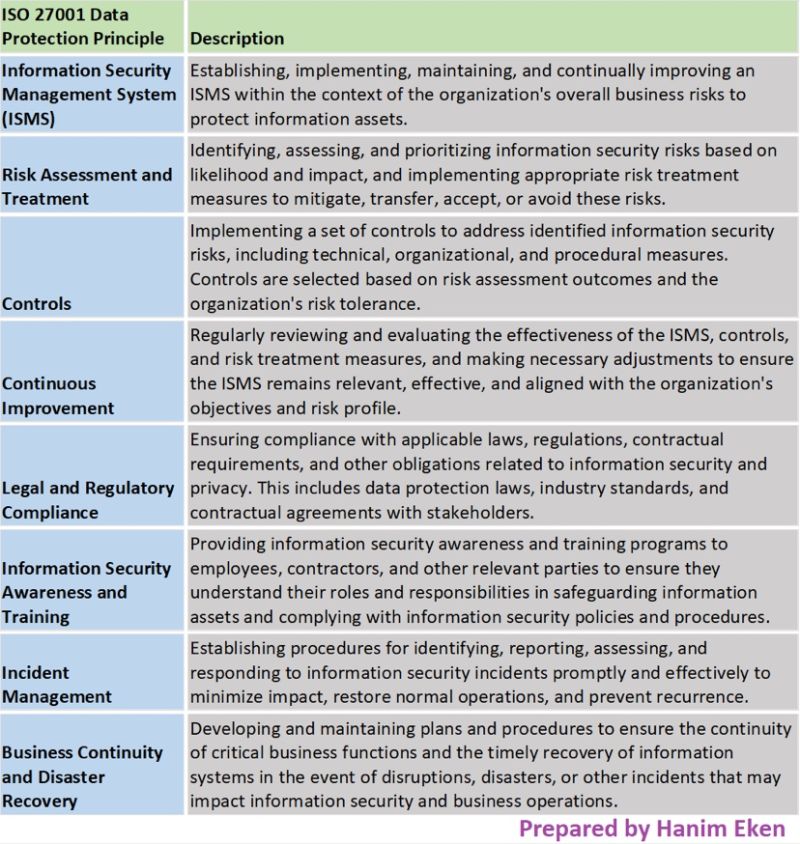 ISO 27001 Data
Protection Principle
Description
Information Security
Management System
(ISMS)
Establishing, implementing, maintaining, and continually improving an
ISMS within the context of the organization's overall business risks to
protect information assets.
Risk Assessment and
Treatment
Identifying, assessing, and prioritizing information security risks based on
likelihood and impact, and implementing appropriate risk treatment
measures to mitigate, transfer, accept, or avoid these risks.
Controls
Implementing a set of controls to address identified information security
risks, including technical, organizational, and procedural measures.
Controls are selected based on risk assessment outcomes and the
organization's risk tolerance.
Continuous
Improvement
Regularly reviewing and evaluating the effectiveness of the ISMS, controls,
and risk treatment measures, and making necessary adjustments to ensure
the ISMS remains relevant, effective, and aligned with the organization's
objectives and risk profile.
Legal and Regulatory
Compliance
Ensuring compliance with applicable laws, regulations, contractual
requirements, and other obligations related to information security and
privacy. This includes data protection laws, industry standards, and
contractual agreements with stakeholders.
Information Security
Awareness and
Training
Providing information security awareness and training programs to
employees, contractors, and other relevant parties to ensure they
understand their roles and responsibilities in safeguarding information
assets and complying with information security policies and procedures.
Incident
Management
Establishing procedures for identifying, reporting, assessing, and
responding to information security incidents promptly and effectively to
minimize impact, restore normal operations, and prevent recurrence.
Business Continuity
and Disaster
Recovery
Developing and maintaining plans and procedures to ensure the continuity
of critical business functions and the timely recovery of information
systems in the event of disruptions, disasters, or other incidents that may
impact information security and business operations.
Prepared by Hanim Eken